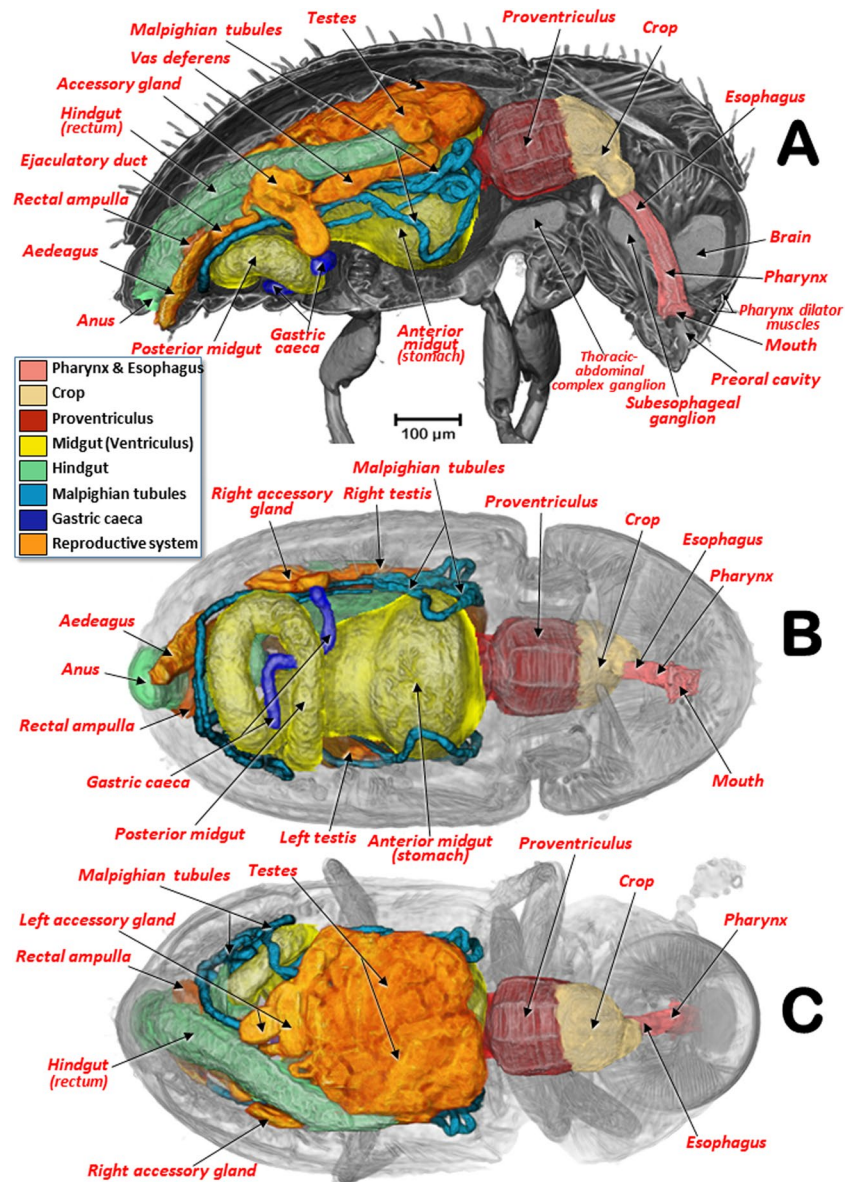 Malpighian tubules
Testes
Proventriculus
Crop
Vas deferens
Accessory gland
Hindgut
(rectum)
Ejaculatory duct
Rectal ampulla
Aedeagus
Anus
Esophagus
A
Brain
Pharynx
Pharynx dilator
muscles
Mouth
Preoral cavity
Posterior midgut
Gastric
caeca
Anterior
midgut
(stomach)
Thoracic-
abdominal
complex ganglion
Subesophageal
ganglion
100 µm
Pharynx & Esophagus
Crop
Proventriculus
Midgut (Ventriculus)
Hindgut
Malpighian tubules
Gastric caeca
Reproductive system
Malpighian tubules
Right accessory
gland
Right testis
Proventriculus
Crop
Esophagus
Pharynx
Aedeagus
Anus
Rectal ampulla
B
Gastric caeca
Mouth
Posterior midgut
Left testis
Anterior midgut
(stomach)
Malpighian tubules
Testes
Proventriculus
Crop
Left accessory gland
Pharynx
Rectal ampulla
C
Hindgut
(rectum)
Right accessory gland
Esophagus